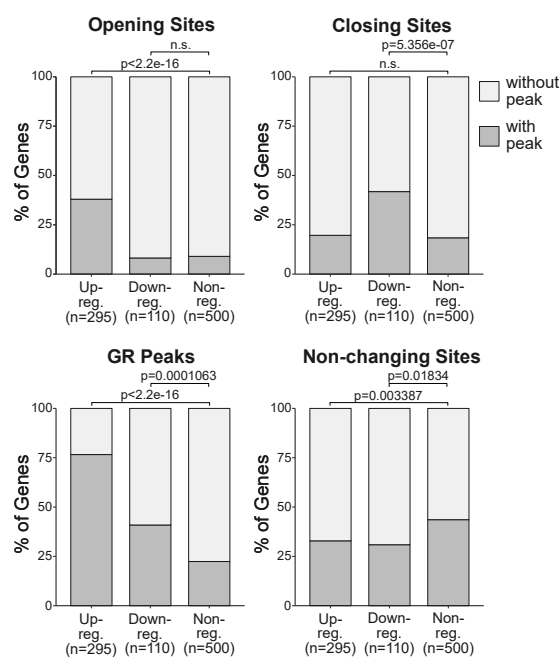 Opening Sites
n.s.
p<2.2e-16
100
75
50
25
0
% of Genes
Up-
reg.
(n=295)
Down-
reg.
(n=110)
Non-
reg.
(n=500)
Closing Sites
p=5.356e-07
n.s.
100
75
50
25
0
% of Genes
Up-
reg.
(n=295)
Down-
reg.
(n=110)
Non-
reg.
(n=500)
without
peak
with
peak
GR Peaks
p=0.0001063
p<2.2e-16
100
75
50
25
0
% of Genes
Up-
reg.
(n=295)
Down-
reg.
(n=110)
Non-
reg.
(n=500)
Non-changing Sites
p=0.01834
p=0.003387
100
75
50
25
0
% of Genes
Up-
reg.
(n=295)
Down-
reg.
(n=110)
Non-
reg.
(n=500)